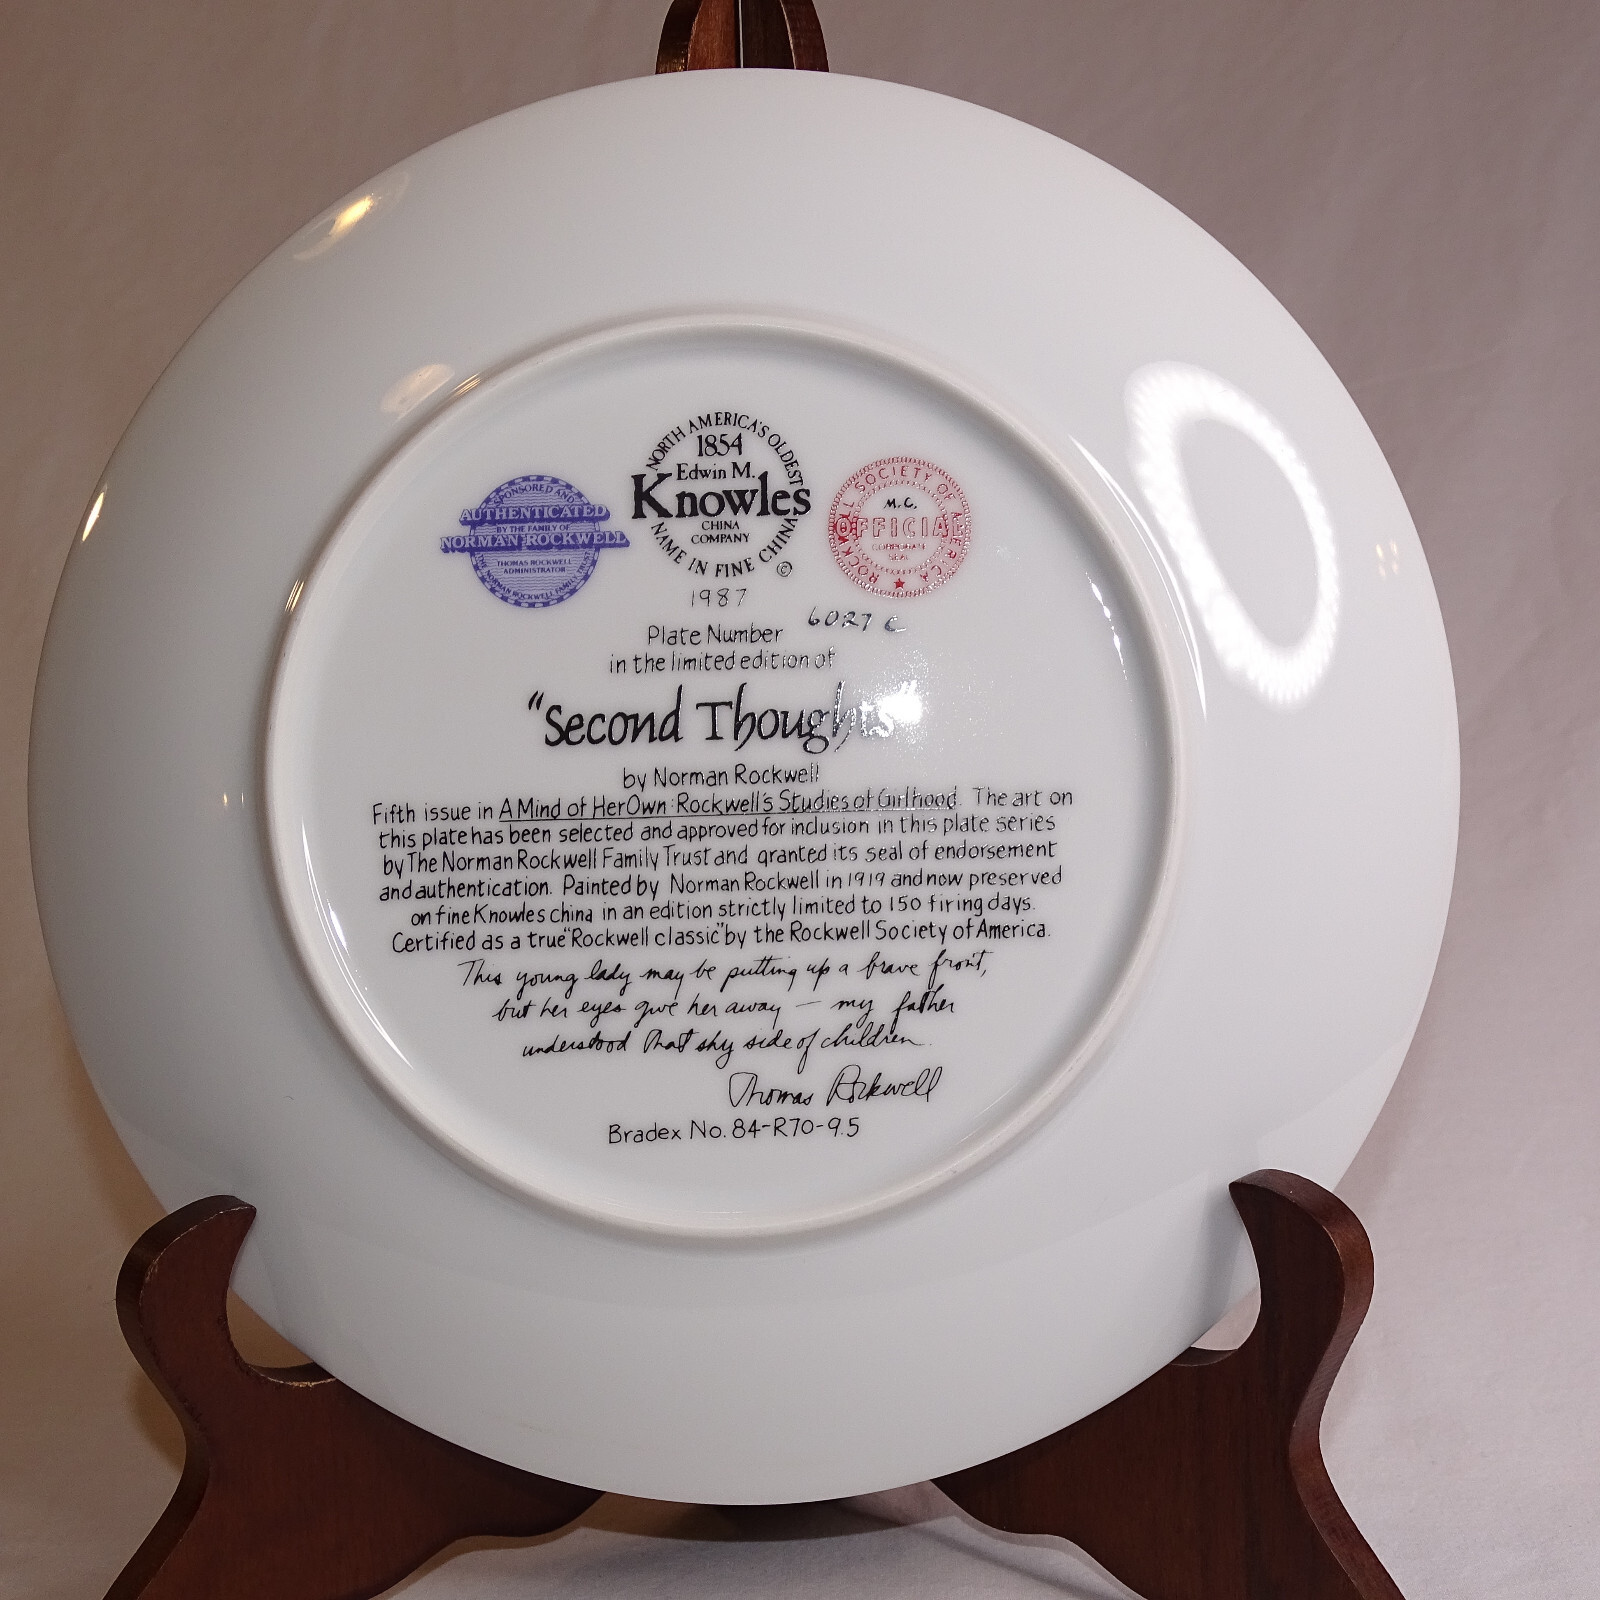 SPONSORED AND
AUTHENTICATED
BY THE FAMILY OF
NORMAN ROCKWELL
THOMAS ROCKWELL
ADMINISTRATOR
THE NORMAN ROCKWELL FAMILY TRUST
NORTH AMERICA'S OLDEST
1854
Edwin M.
Knowles
CHINA
COMPANY
NAME IN FINE CHINA
©
ROCKWELL SOCIETY OF AMERICA
M.C.
OFFICIAL
CORPORATE
SEAL
1987
Plate Number 6027 C
in the limited edition of
"Second Thoughts"
by Norman Rockwell
Fifth issue in A Mind of Her Own: Rockwell's Studies of Girlhood. The art on
this plate has been selected and approved for inclusion in this plate series
by The Norman Rockwell Family Trust and granted its seal of endorsement
and authentication. Painted by Norman Rockwell in 1919 and now preserved
on fine Knowles china in an edition strictly limited to 150 firing days.
Certified as a true "Rockwell classic" by the Rockwell Society of America.
This young lady may be putting up a brave front,
but her eyes give her away — my father
understood that shy side of children.
Thomas Rockwell
Bradex No. 84-R70-9.5